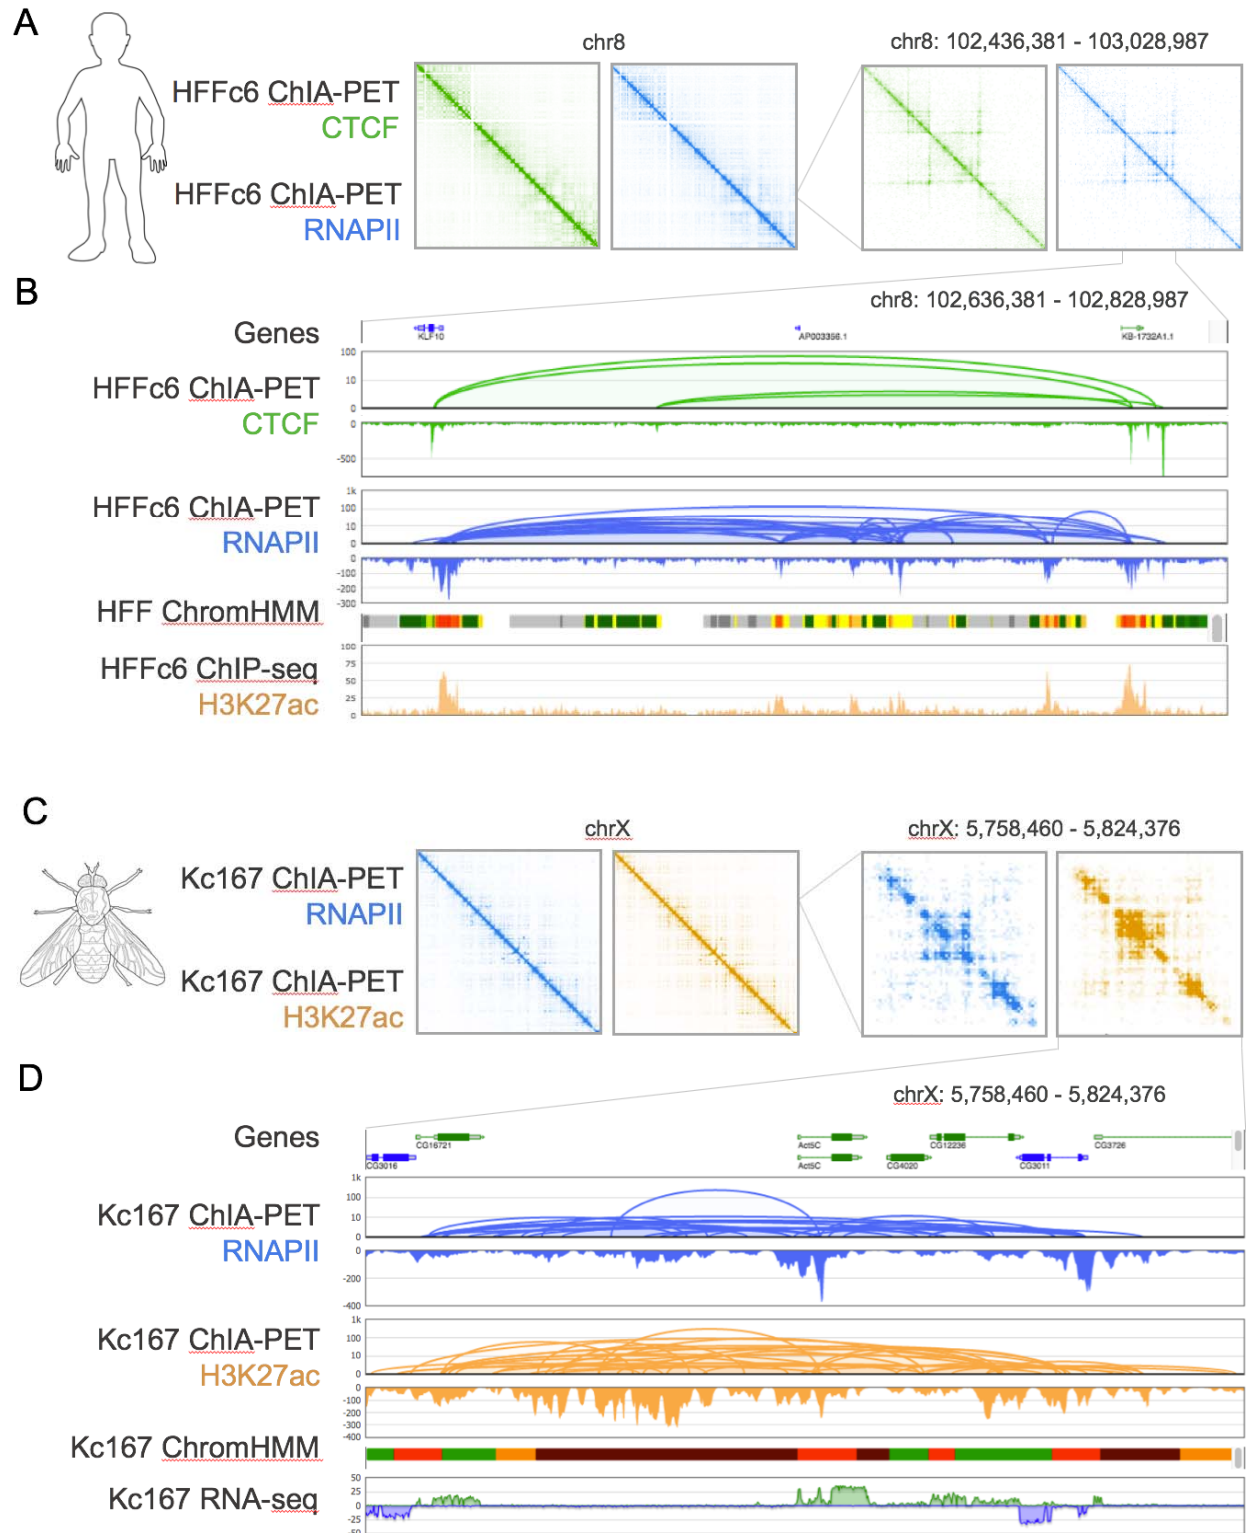 A
chr8
chr8: 102,436,381 - 103,028,987
HFFc6 ChIA-PET
CTCF
HFFc6 ChIA-PET
RNAPII
B
chr8: 102,636,381 - 102,828,987
Genes
KLF10
AP003356.1
KB-1732A1.1
HFFc6 ChIA-PET
CTCF
100
10
0
0
-500
HFFc6 ChIA-PET
RNAPII
1k
100
10
0
0
-100
-200
-300
HFF ChromHMM
HFFc6 ChIP-seq
H3K27ac
100
75
50
25
0
C
chrX
chrX: 5,758,460 - 5,824,376
Kc167 ChIA-PET
RNAPII
Kc167 ChIA-PET
H3K27ac
D
chrX: 5,758,460 - 5,824,376
Genes
CG16721
Act5C
CG12236
CG3726
CG3016
Act5C
CG4020
CG3011
Kc167 ChIA-PET
RNAPII
1k
100
10
0
0
-200
-400
Kc167 ChIA-PET
H3K27ac
1k
100
10
0
0
-100
-200
-300
-400
Kc167 ChromHMM
Kc167 RNA-seq
50
25
0
-25
-50